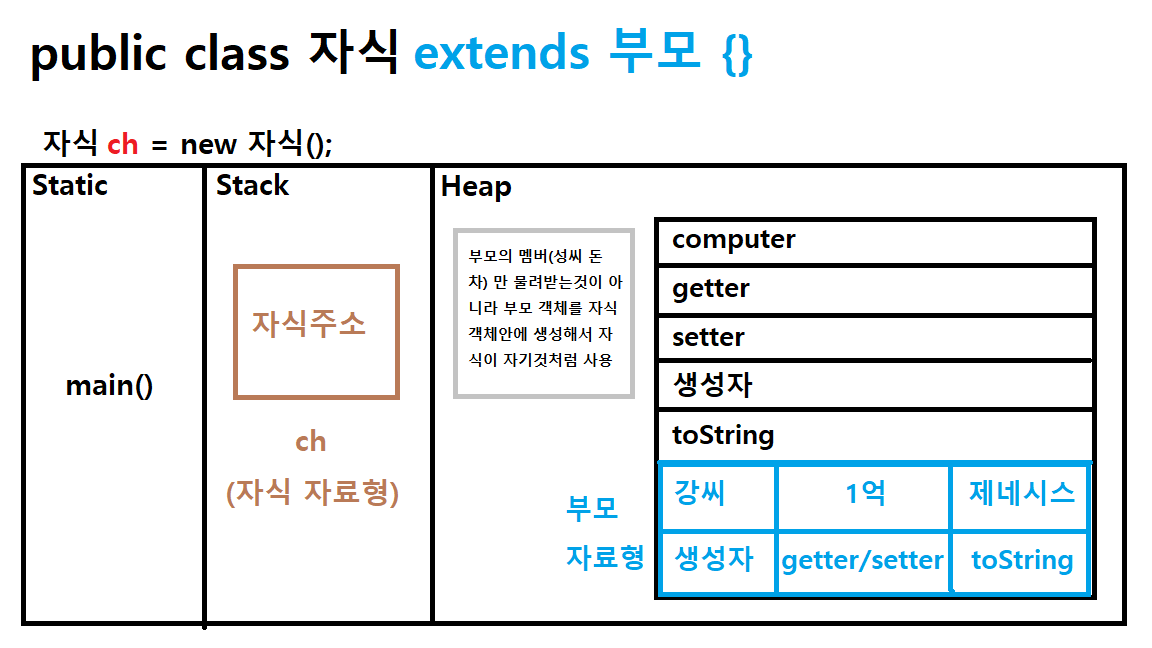 public class 자식 extends 부모 {}
자식 ch = new 자식();
Static
Stack
Heap
main()
자식주소
ch
(자식 자료형)
부모의 멤버(성씨 돈
차) 만 물려받는것이 아
니라 부모 객체를 자식
객체안에 생성해서 자
식이 자기것처럼 사용
computer
getter
setter
생성자
toString
부모
자료형
강씨 1억 제네시스
생성자 getter/setter toString